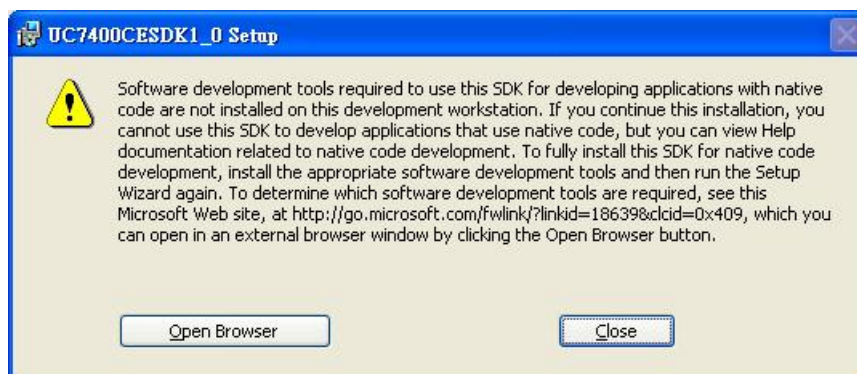 UC7400CESDK1_0 Setup
Software development tools required to use this SDK for developing applications with native
code are not installed on this development workstation. If you continue this installation, you
cannot use this SDK to develop applications that use native code, but you can view Help
documentation related to native code development. To fully install this SDK for native code
development, install the appropriate software development tools and then run the Setup
Wizard again. To determine which software development tools are required, see this
Microsoft Web site, at http://go.microsoft.com/fwlink/?linkid=18639&clcid=0x409, which you
can open in an external browser window by clicking the Open Browser button.
Open Browser
Close